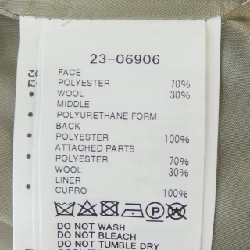 23-06906
FACE
POLYESTER 70%
WOOL 30%
MIDDLE
POLYURETHANE FORM
BACK
POLYESTER 100%
ATTACHED PARTS
POLYESTER 70%
WOOL 30%
LINER
CUPRO 100%
P W
DO NOT WASH
DO NOT BLEACH
DO NOT TUMBLE DRY